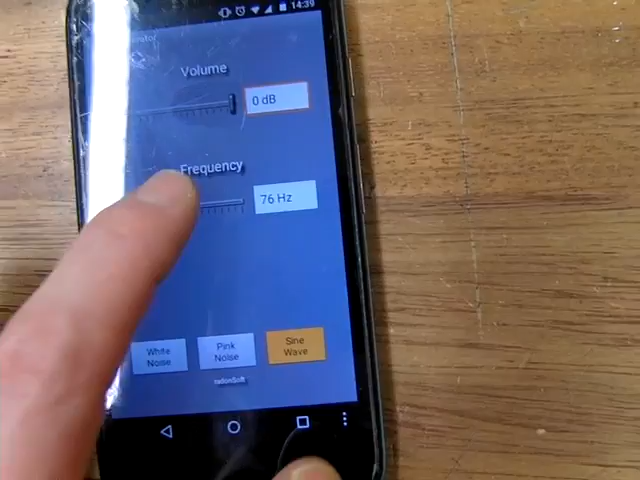 14:39
Volume
0 dB
Frequency
76 Hz
White Noise
Pink Noise
Sine Wave